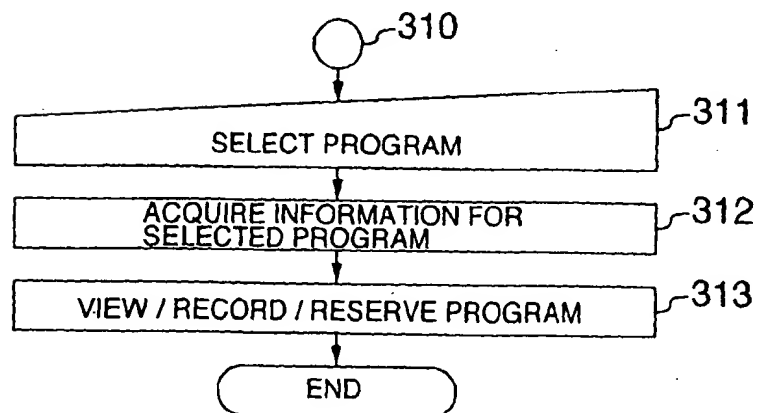 310
311
SELECT PROGRAM
312
ACQUIRE INFORMATION FOR
SELECTED PROGRAM
313
VIEW / RECORD / RESERVE PROGRAM
END